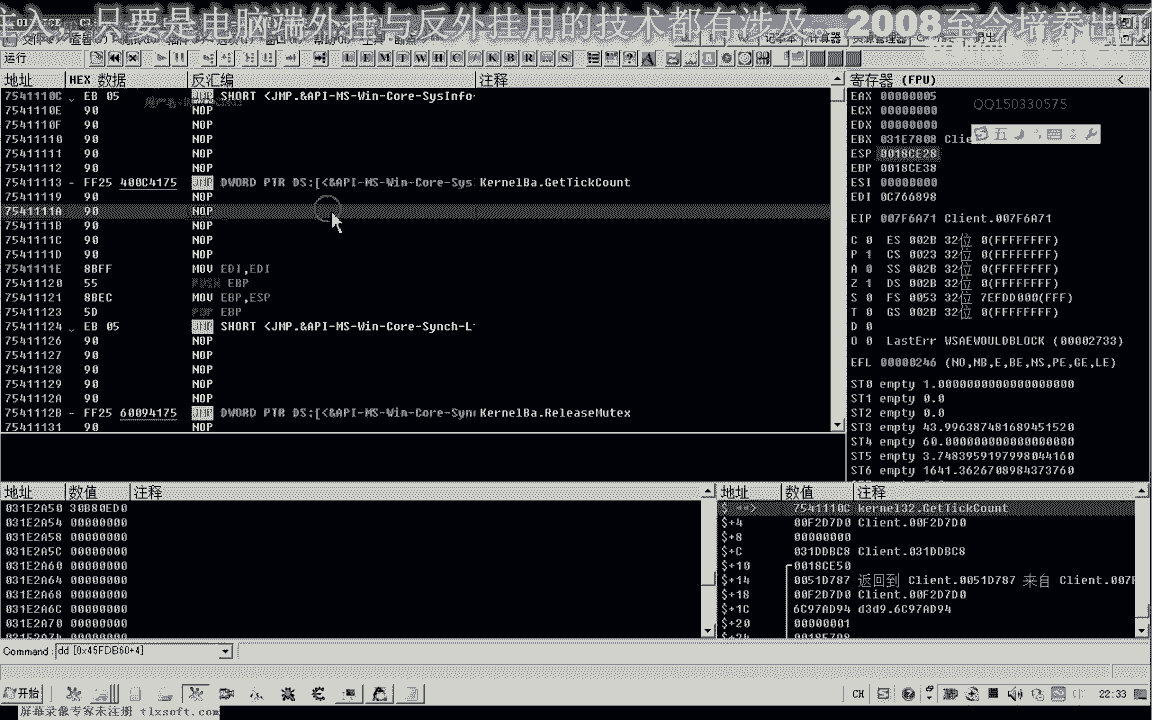 注入、只要是电脑端外挂与反外挂用的技术都有涉及 2008至今培养出了
运行 L E M T W H C / K B R ... S
地址 HEX 数据 反汇编 注释
7541110C EB 05 JMP SHORT <JMP.&API-MS-Win-Core-SysInfo-
7541110E 90 NOP
7541110F 90 NOP
75411110 90 NOP
75411111 90 NOP
75411112 90 NOP
75411113 - FF25 400C4175 JMP DWORD PTR DS:[<&API-MS-Win-Core-Sys KernelBa.GetTickCount
75411119 90 NOP
7541111A 90 NOP
7541111B 90 NOP
7541111C 90 NOP
7541111D 90 NOP
7541111E 8BFF MOV EDI,EDI
75411120 55 PUSH EBP
75411121 8BEC MOV EBP,ESP
75411123 5D POP EBP
75411124 EB 05 JMP SHORT <JMP.&API-MS-Win-Core-Synch-L-
75411126 90 NOP
75411127 90 NOP
75411128 90 NOP
75411129 90 NOP
7541112A 90 NOP
7541112B - FF25 60094175 JMP DWORD PTR DS:[<&API-MS-Win-Core-Syn KernelBa.ReleaseMutex
75411131 90 NOP
寄存器 (FPU) <
EAX 00000005
ECX 00000000
EDX 00000000
EBX 031E7808 Clie
ESP 0018CE28
EBP 0018CE38
ESI 00000000
EDI 0C766898
QQ150330575
五
EIP 007F6A71 Client.007F6A71
C 0 ES 002B 32位 0(FFFFFFFF)
P 1 CS 0023 32位 0(FFFFFFFF)
A 0 SS 002B 32位 0(FFFFFFFF)
Z 1 DS 002B 32位 0(FFFFFFFF)
S 0 FS 0053 32位 7EFDD000(FFF)
T 0 GS 002B 32位 0(FFFFFFFF)
D 0
O 0 LastErr WSAEWOULDBLOCK (00002733)
EFL 00000246 (NO,NB,E,BE,NS,PE,GE,LE)
ST0 empty 1.0000000000000000000
ST1 empty 0.0
ST2 empty 0.0
ST3 empty 43.996387481689451520
ST4 empty 60.000000000000000000
ST5 empty 3.7483959197998044160
ST6 empty 1641.3626708984373760
地址 数值 注释
031E2A50 30B80ED0
031E2A54 00000000
031E2A58 00000000
031E2A5C 00000000
031E2A60 00000000
031E2A64 00000000
031E2A68 00000000
031E2A6C 00000000
031E2A70 00000000
031E2A74 00000000
地址 数值 注释
$ ==> 7541110C kernel32.GetTickCount
$+4 00F2D7D0 Client.00F2D7D0
$+8 00000000
$+C 031DDBC8 Client.031DDBC8
$+10 0018CE50
$+14 0051D787 返回到 Client.0051D787 来自 Client.007F
$+18 00F2D7D0 Client.00F2D7D0
$+1C 6C97AD94 d3d9.6C97AD94
$+20 00000001
Command: dd [0x45FDB60+4]
开始 CH 22:33
屏幕录像专家未注册 tlxsoft.com